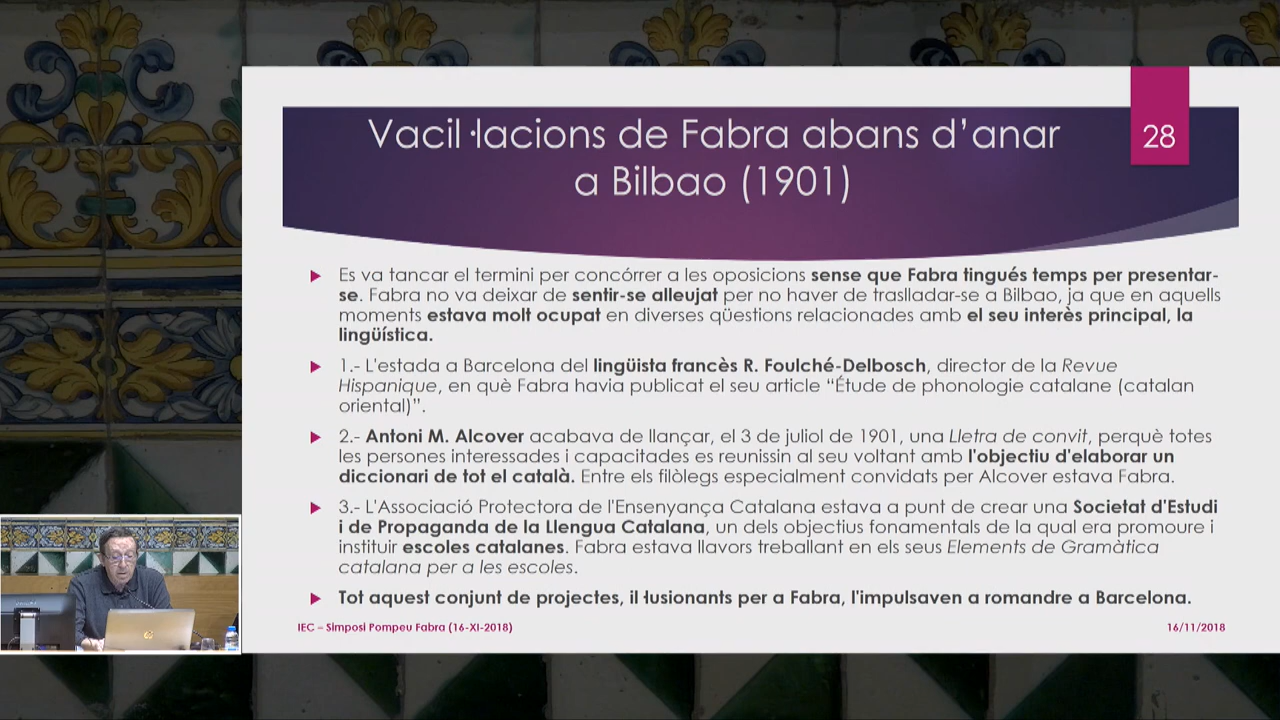 Vacil·lacions de Fabra abans d’anar
a Bilbao (1901)
28
Es va tancar el termini per concórrer a les oposicions sense que Fabra tingués temps per presentar-
se. Fabra no va deixar de sentir-se alleujat per no haver de traslladar-se a Bilbao, ja que en aquells
moments estava molt ocupat en diverses qüestions relacionades amb el seu interès principal, la
lingüística.
1.- L'estada a Barcelona del lingüista francès R. Foulché-Delbosch, director de la Revue
Hispanique, en què Fabra havia publicat el seu article “Étude de phonologie catalane (catalan
oriental)”.
2.- Antoni M. Alcover acabava de llançar, el 3 de juliol de 1901, una Lletra de convit, perquè totes
les persones interessades i capacitades es reunissin al seu voltant amb l'objectiu d'elaborar un
diccionari de tot el català. Entre els filòlegs especialment convidats per Alcover estava Fabra.
3.- L'Associació Protectora de l'Ensenyança Catalana estava a punt de crear una Societat d'Estudi
i de Propaganda de la Llengua Catalana, un dels objectius fonamentals de la qual era promoure i
instituir escoles catalanes. Fabra estava llavors treballant en els seus Elements de Gramàtica
catalana per a les escoles.
Tot aquest conjunt de projectes, il·lusionants per a Fabra, l'impulsaven a romandre a Barcelona.
IEC – Simposi Pompeu Fabra (16-XI-2018)
16/11/2018